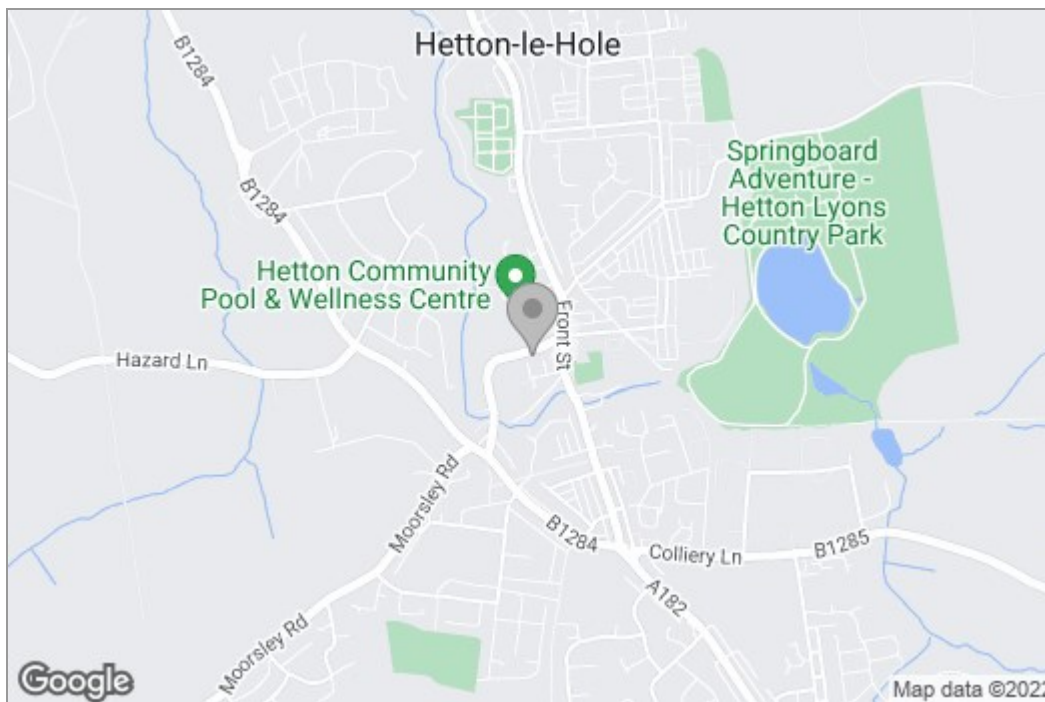 Hetton-le-Hole
B1284
B1284
Springboard
Adventure -
Hetton Lyons
Country Park
Hetton Community
Pool & Wellness Centre
Front St
Hazard Ln
Moorsley Rd
B1284
Colliery Ln
B1285
A182
Moorsley Rd
Google
Map data ©2022